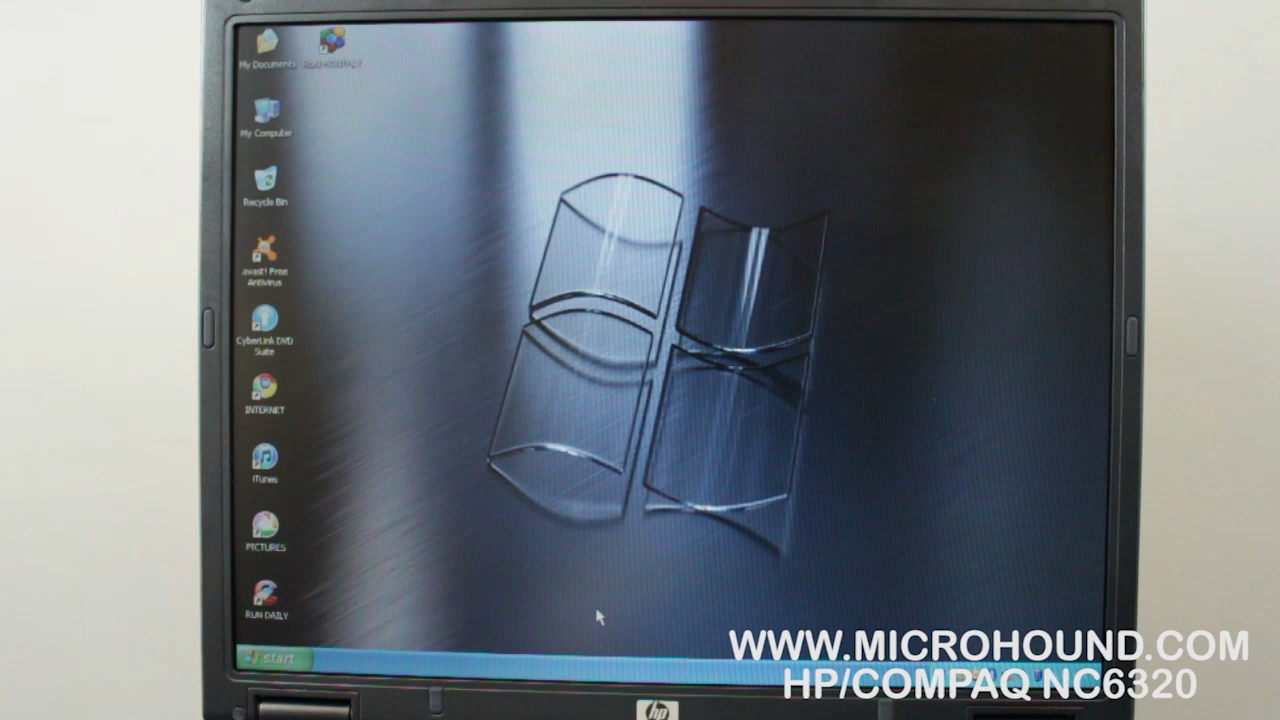 My Documents
My Computer
Recycle Bin
avast! Free
Antivirus
CyberLink DVD
Suite
INTERNET
iTunes
PICTURES
RUN DAILY
start
WWW.MICROHOUND.COM
HP/COMPAQ NC6320
hp